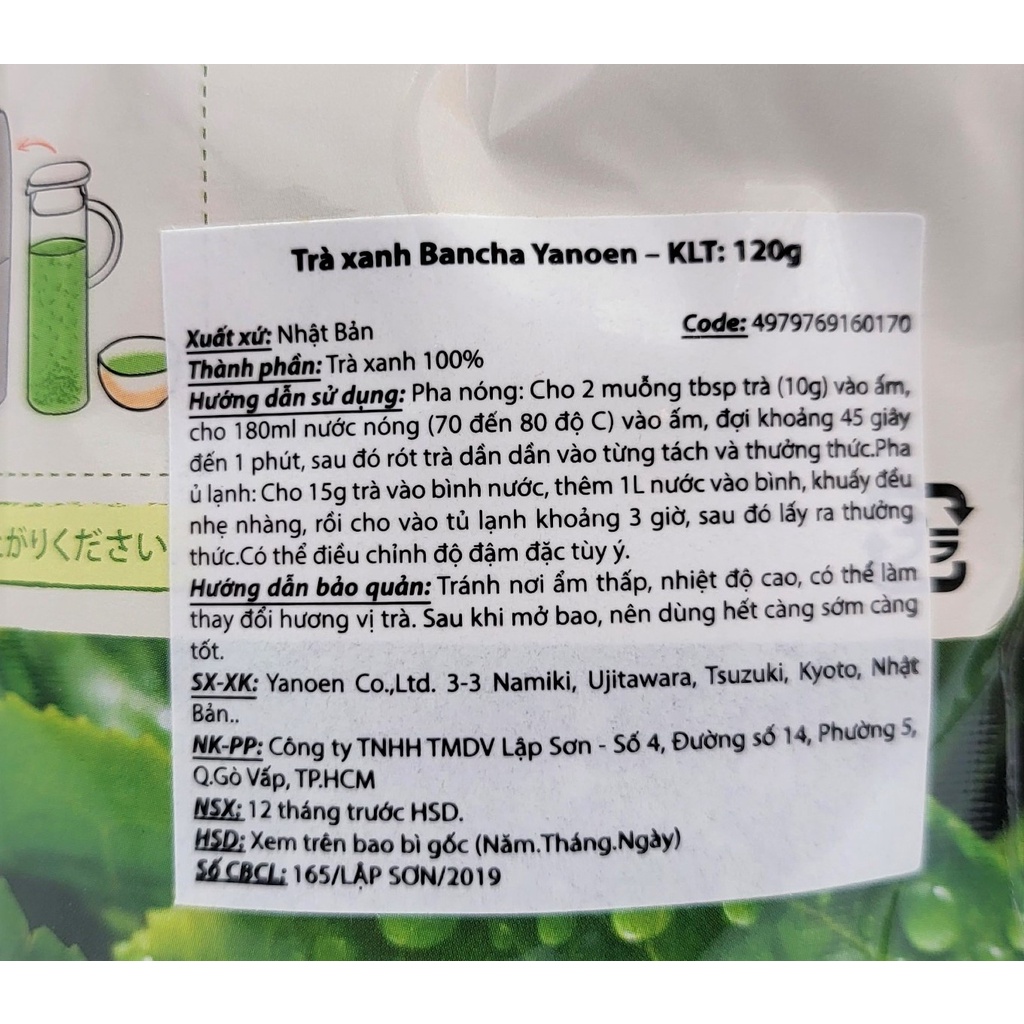 Trà xanh Bancha Yanoen – KLT: 120g
Xuất xứ: Nhật Bản Code: 4979769160170
Thành phần: Trà xanh 100%
Hướng dẫn sử dụng: Pha nóng: Cho 2 muỗng tbsp trà (10g) vào ấm,
cho 180ml nước nóng (70 đến 80 độ C) vào ấm, đợi khoảng 45 giây
đến 1 phút, sau đó rót trà dần dần vào từng tách và thưởng thức.Pha
ủ lạnh: Cho 15g trà vào bình nước, thêm 1L nước vào bình, khuấy đều
nhẹ nhàng, rồi cho vào tủ lạnh khoảng 3 giờ, sau đó lấy ra thưởng
thức.Có thể điều chỉnh độ đậm đặc tùy ý.
Hướng dẫn bảo quản: Tránh nơi ẩm thấp, nhiệt độ cao, có thể làm
thay đổi hương vị trà. Sau khi mở bao, nên dùng hết càng sớm càng
tốt.
SX-XK: Yanoen Co.,Ltd. 3-3 Namiki, Ujitawara, Tsuzuki, Kyoto, Nhật
Bản..
NK-PP: Công ty TNHH TMDV Lập Sơn - Số 4, Đường số 14, Phường 5,
Q.Gò Vấp, TP.HCM
NSX: 12 tháng trước HSD.
HSD: Xem trên bao bì gốc (Năm.Tháng.Ngày)
Số CBCL: 165/LẬP SƠN/2019
がりください